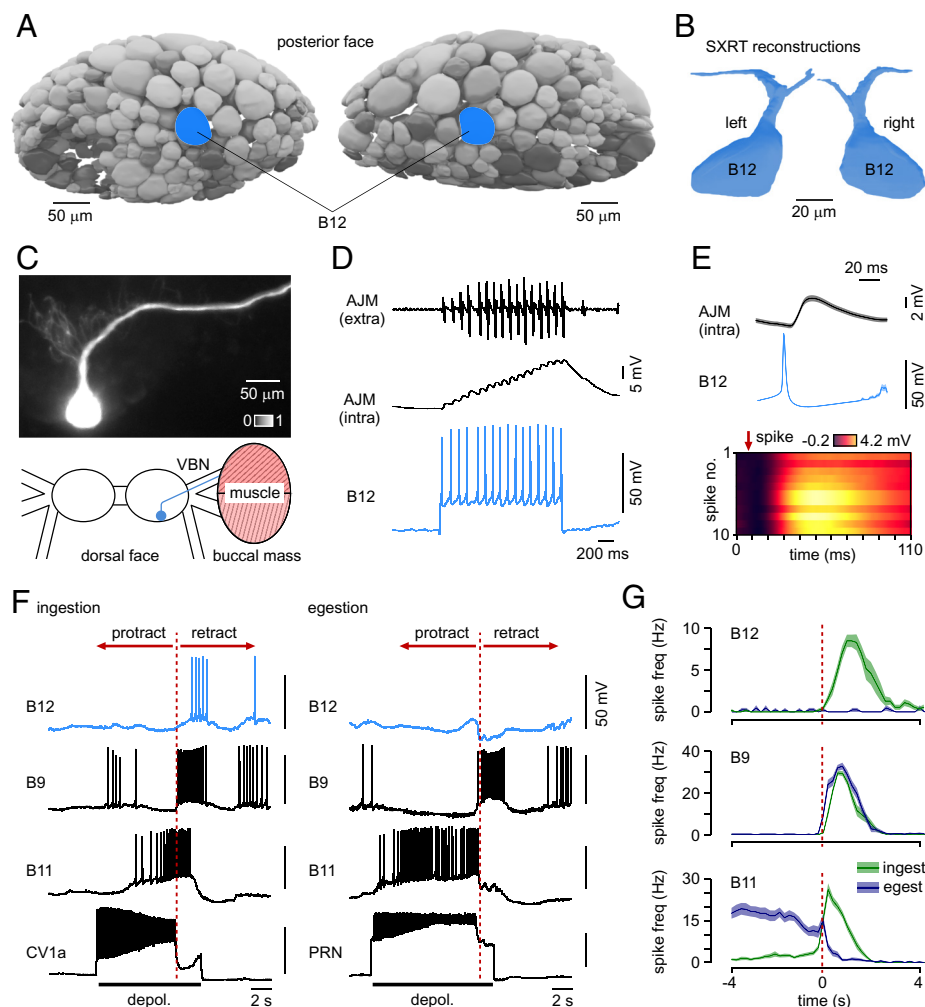 A
posterior face
50 μm
50 μm
B12
B
SXRT reconstructions
left
right
B12
B12
20 μm
C
50 μm
0 1
VBN
muscle
dorsal face
buccal mass
D
AJM
(extra)
AJM
(intra)
5 mV
B12
50 mV
200 ms
E
20 ms
AJM
(intra)
2 mV
B12
50 mV
spike
-0.2
4.2 mV
spike no.
1
10
0
110
time (ms)
F
ingestion
egestion
protract
retract
protract
retract
B12
B12
50 mV
B9
B9
B11
B11
CV1a
PRN
depol.
2 s
depol.
2 s
G
B12
spike freq (Hz)
10
5
0
B9
spike freq (Hz)
40
20
0
B11
ingest
egest
spike freq (Hz)
30
15
0
-4
0
4
time (s)